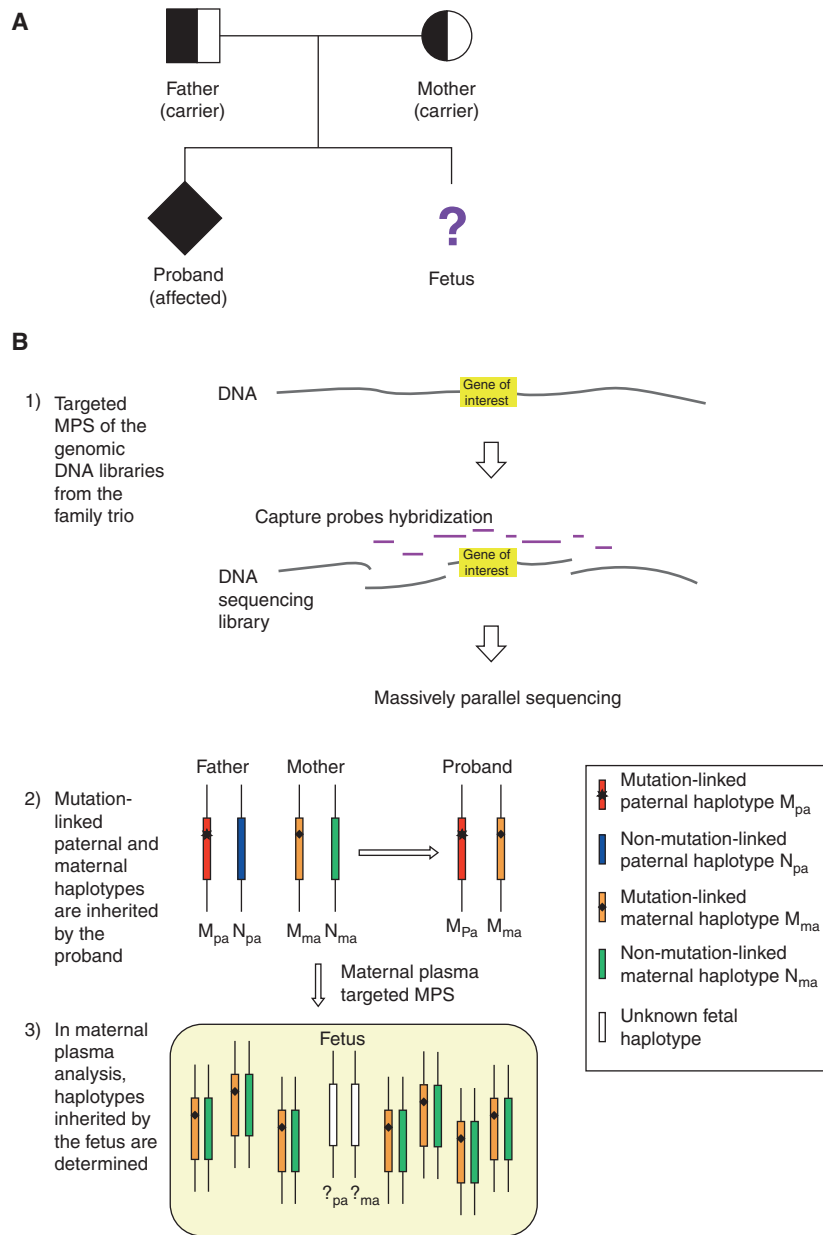 A
Father
(carrier)
Mother
(carrier)
Proband
(affected)
?
Fetus
B
1) Targeted
MPS of the
genomic
DNA libraries
from the
family trio
DNA
Gene of
interest
Capture probes hybridization
Gene of
interest
DNA
sequencing
library
Massively parallel sequencing
2) Mutation-
linked
paternal and
maternal
haplotypes
are inherited
by the
proband
Father
Mother
Proband
Mpa Npa
Mma Nma
MPa Mma
Maternal plasma
targeted MPS
3) In maternal
plasma
analysis,
haplotypes
inherited by
the fetus are
determined
Fetus
?pa ?ma
Mutation-linked
paternal haplotype Mpa
Non-mutation-linked
paternal haplotype Npa
Mutation-linked
maternal haplotype Mma
Non-mutation-linked
maternal haplotype Nma
Unknown fetal
haplotype